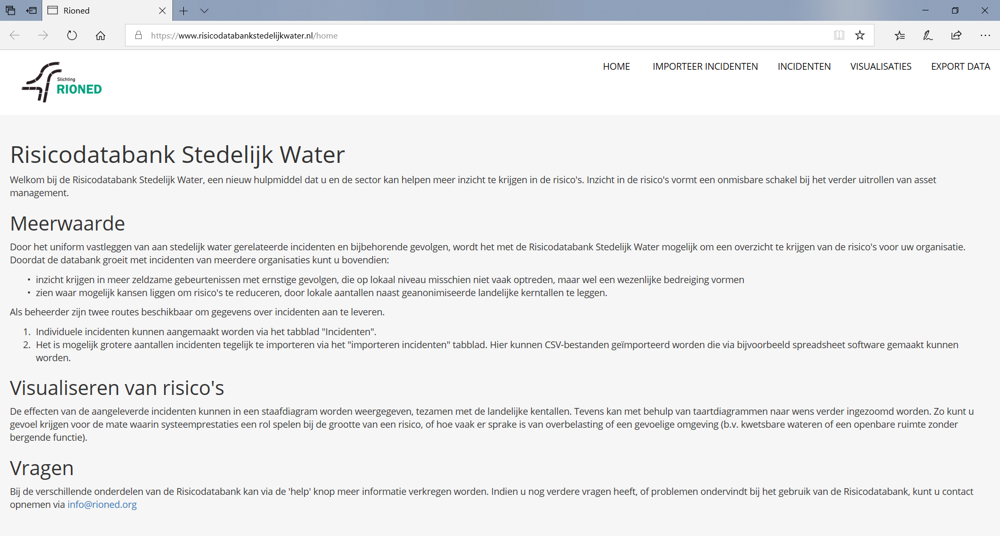 Rioned
https://www.risicodatabankstedelijkwater.nl/home
Stichting
RIONED
HOME IMPORTEER INCIDENTEN INCIDENTEN VISUALISATIES EXPORT DATA
Risicodatabank Stedelijk Water
Welkom bij de Risicodatabank Stedelijk Water, een nieuw hulpmiddel dat u en de sector kan helpen meer inzicht te krijgen in de risico's. Inzicht in de risico's vormt een onmisbare schakel bij het verder uitrollen van asset
management.
Meerwaarde
Door het uniform vastleggen van aan stedelijk water gerelateerde incidenten en bijbehorende gevolgen, wordt het met de Risicodatabank Stedelijk Water mogelijk om een overzicht te krijgen van de risico's voor uw organisatie.
Doordat de databank groeit met incidenten van meerdere organisaties kunt u bovendien:
• inzicht krijgen in meer zeldzame gebeurtenissen met ernstige gevolgen, die op lokaal niveau misschien niet vaak optreden, maar wel een wezenlijke bedreiging vormen
• zien waar mogelijk kansen liggen om risico's te reduceren, door lokale aantallen naast geanonimiseerde landelijke kerntallen te leggen.
Als beheerder zijn twee routes beschikbaar om gegevens over incidenten aan te leveren.
1. Individuele incidenten kunnen aangemaakt worden via het tabblad "Incidenten".
2. Het is mogelijk grotere aantallen incidenten tegelijk te importeren via het "importeren incidenten" tabblad. Hier kunnen CSV-bestanden geïmporteerd worden die via bijvoorbeeld spreadsheet software gemaakt kunnen
worden.
Visualiseren van risico's
De effecten van de aangeleverde incidenten kunnen in een staafdiagram worden weergegeven, tezamen met de landelijke kentallen. Tevens kan met behulp van taartdiagrammen naar wens verder ingezoomd worden. Zo kunt u
gevoel krijgen voor de mate waarin systeemprestaties een rol spelen bij de grootte van een risico, of hoe vaak er sprake is van overbelasting of een gevoelige omgeving (b.v. kwetsbare wateren of een openbare ruimte zonder
bergende functie).
Vragen
Bij de verschillende onderdelen van de Risicodatabank kan via de 'help' knop meer informatie verkregen worden. Indien u nog verdere vragen heeft, of problemen ondervindt bij het gebruik van de Risicodatabank, kunt u contact
opnemen via info@rioned.org